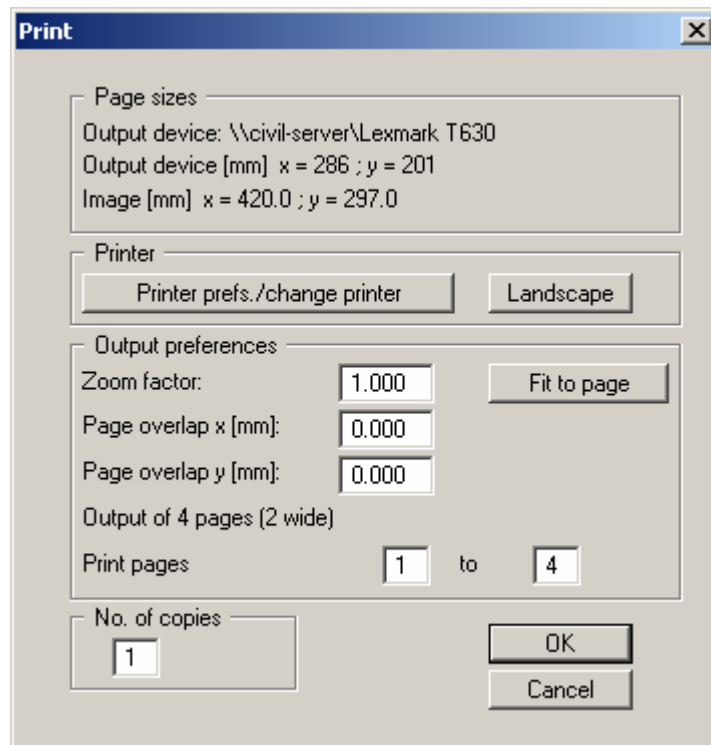 Print
Page sizes
Output device: \\civil-server\Lexmark T630
Output device [mm] x = 286 ; y = 201
Image [mm] x = 420.0 ; y = 297.0
Printer
Printer prefs./change printer Landscape
Output preferences
Zoom factor: 1.000 Fit to page
Page overlap x [mm]: 0.000
Page overlap y [mm]: 0.000
Output of 4 pages (2 wide)
Print pages 1 to 4
No. of copies
1
OK
Cancel